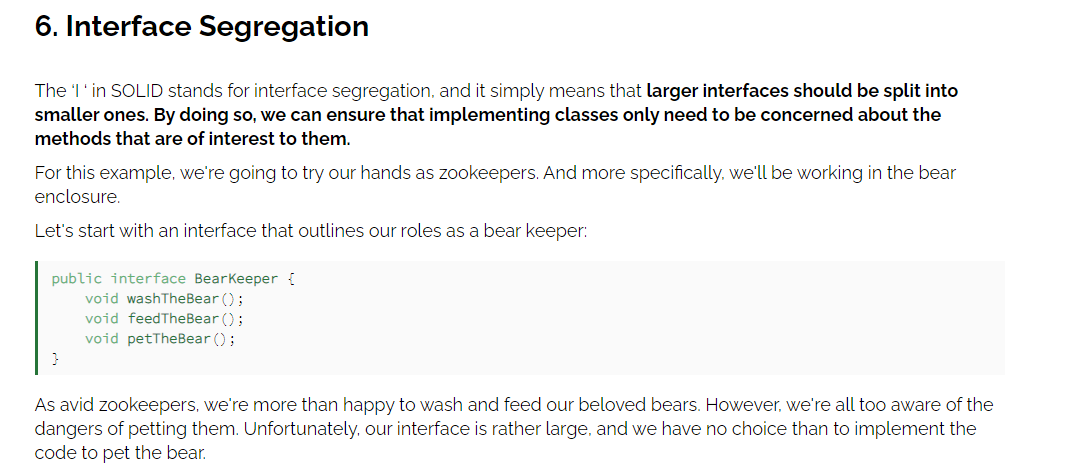 6. Interface Segregation
The 'I ' in SOLID stands for interface segregation, and it simply means that larger interfaces should be split into
smaller ones. By doing so, we can ensure that implementing classes only need to be concerned about the
methods that are of interest to them.
For this example, we're going to try our hands as zookeepers. And more specifically, we'll be working in the bear
enclosure.
Let's start with an interface that outlines our roles as a bear keeper:
public interface BearKeeper {
    void washTheBear();
    void feedTheBear();
    void petTheBear();
}
As avid zookeepers, we're more than happy to wash and feed our beloved bears. However, we're all too aware of the
dangers of petting them. Unfortunately, our interface is rather large, and we have no choice than to implement the
code to pet the bear.